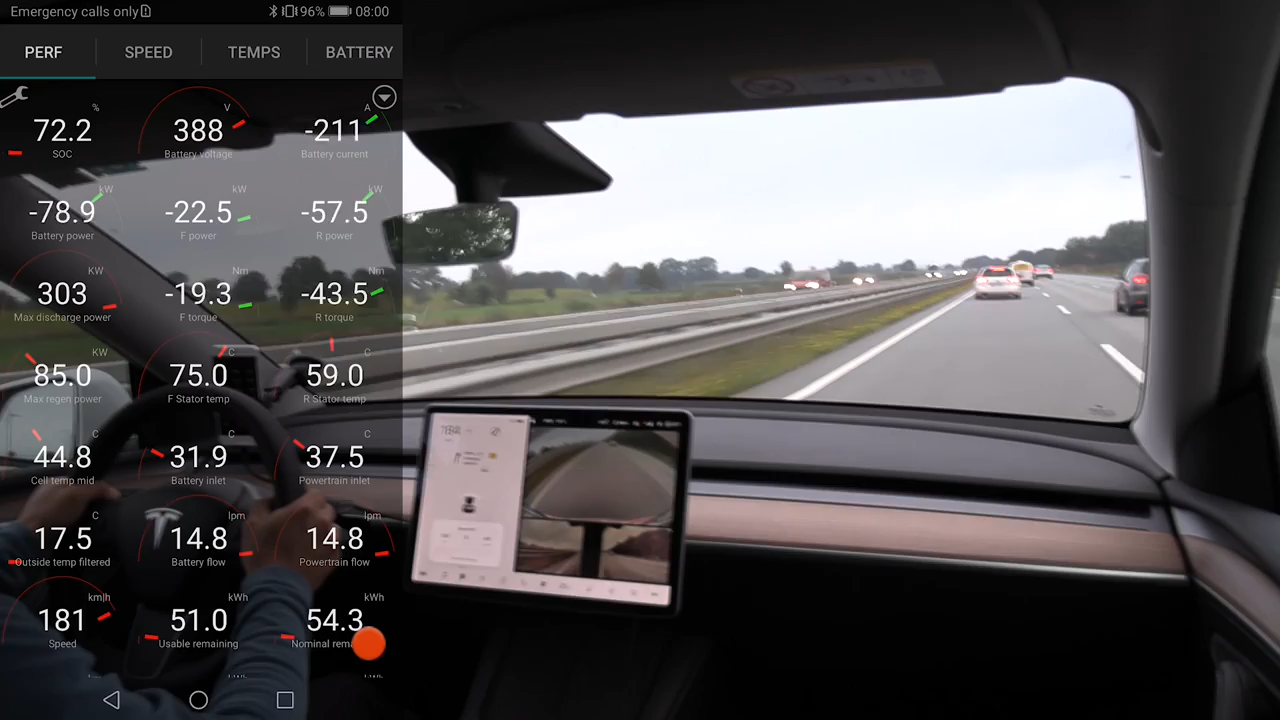 Emergency calls only 96% 08:00
PERF SPEED TEMPS BATTERY
% V A
72.2 388 -211
SOC Battery voltage Battery current
kW kW kW
-78.9 -22.5 -57.5
Battery power F power R power
KW Nm Nm
303 -19.3 -43.5
Max discharge power F torque R torque
KW C C
85.0 75.0 59.0
Max regen power F Stator temp R Stator temp
C C C
44.8 31.9 37.5
Cell temp mid Battery inlet Powertrain inlet
C lpm lpm
17.5 14.8 14.8
Outside temp filtered Battery flow Powertrain flow
km|h kWh kWh
181 51.0 54.3
Speed Usable remaining Nominal rema
kWh kWh